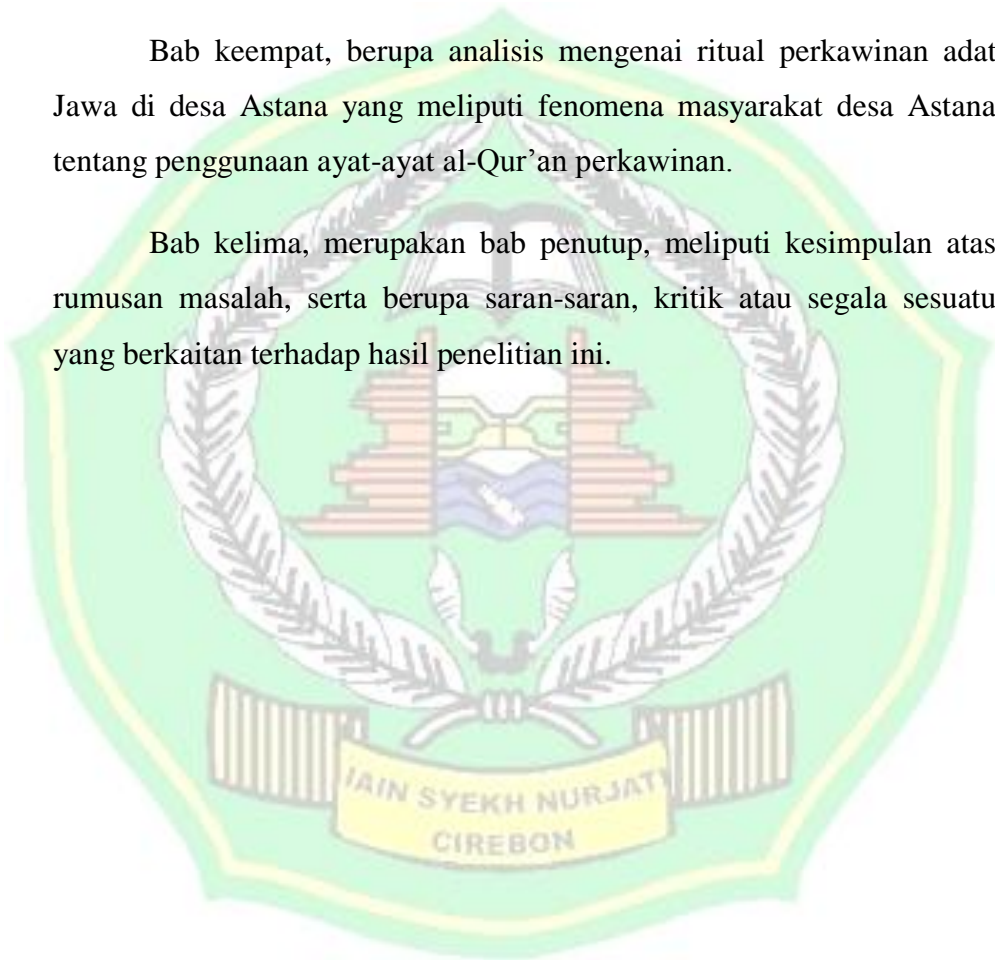 Bab keempat, berupa analisis mengenai ritual perkawinan adat
Jawa di desa Astana yang meliputi fenomena masyarakat desa Astana
tentang penggunaan ayat-ayat al-Qur’an perkawinan.
Bab kelima, merupakan bab penutup, meliputi kesimpulan atas
rumusan masalah, serta berupa saran-saran, kritik atau segala sesuatu
yang berkaitan terhadap hasil penelitian ini.
IAIN SYEKH NURJATI
CIREBON